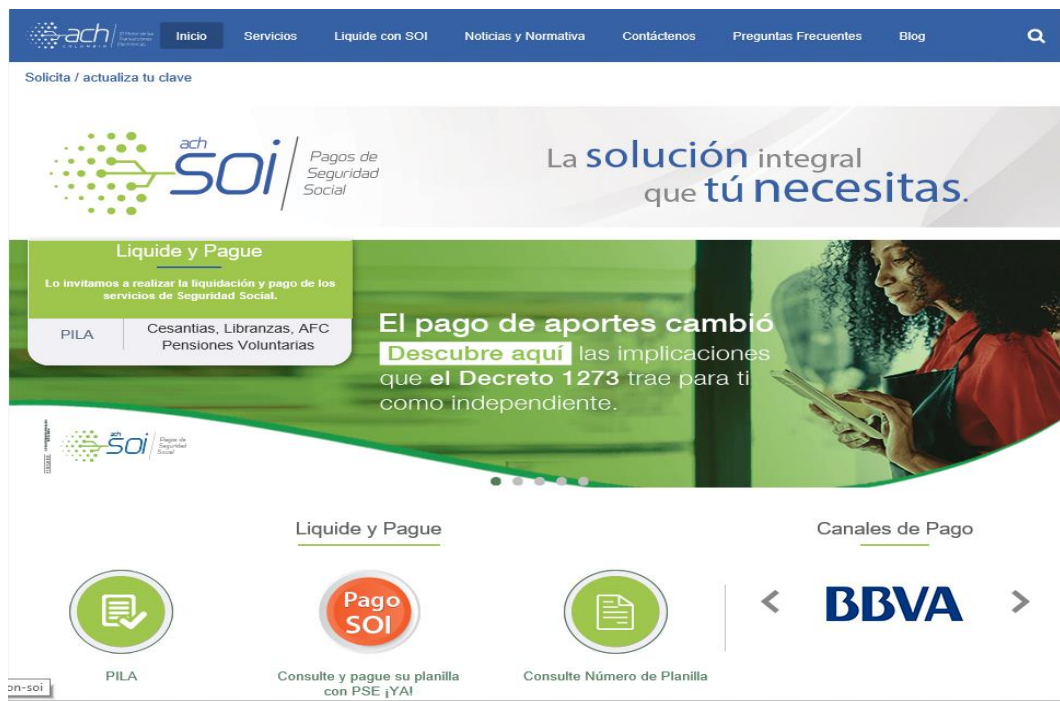 ach
COLOMBIA
Inicio Servicios Liquide con SOI Noticias y Normativa Contáctenos Preguntas Frecuentes Blog
Solicita / actualiza tu clave
ach
SOI
Pagos de
Seguridad
Social
La solución integral
que tú necesitas.
Liquide y Pague
Lo invitamos a realizar la liquidación y pago de los
servicios de Seguridad Social.
PILA
Cesantias, Libranzas, AFC
Pensiones Voluntarias
El pago de aportes cambió
Descubre aquí las implicaciones
que el Decreto 1273 trae para ti
como independiente.
ach
SOI
Pagos de
Seguridad
Social
Liquide y Pague
Canales de Pago
Pago
SOI
BBVA
PILA
Consulte y pague su planilla
con PSE ¡YA!
Consulte Número de Planilla
on-soi